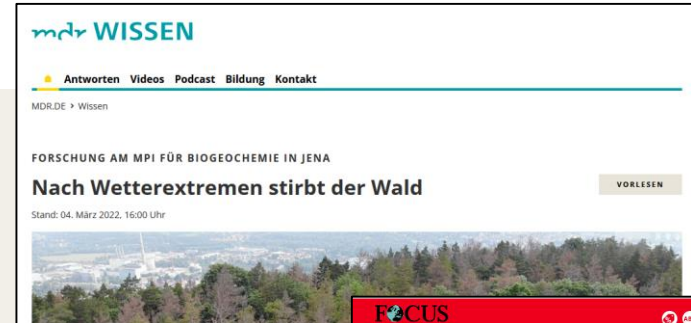 mdr WISSEN
Antworten Videos Podcast Bildung Kontakt
MDR.DE > Wissen
FORSCHUNG AM MPI FÜR BIOGEOCHEMIE IN JENA
Nach Wetterextremen stirbt der Wald
VORLESEN
Stand: 04. März 2022, 16:00 Uhr
FOCUS